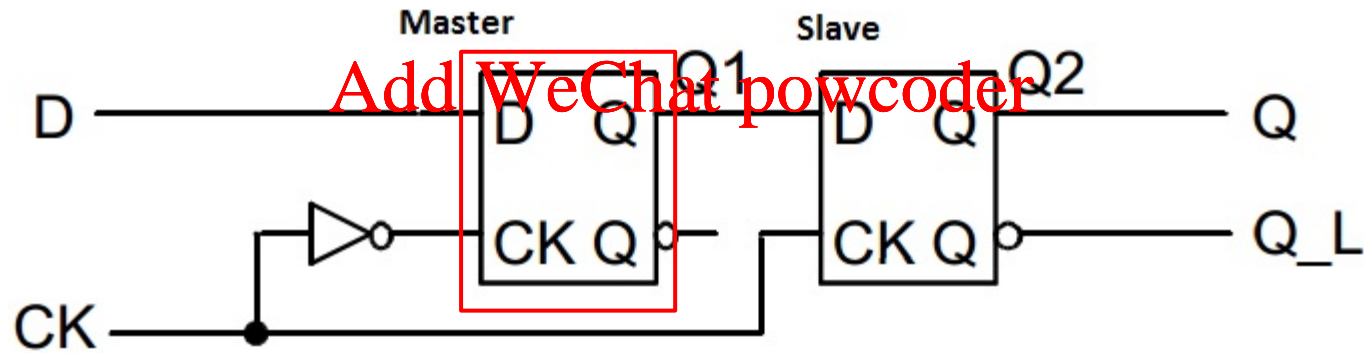 Master
Slave
Add WeChat powcoder
Q1
Q2
D
D
Q
D
Q
Q
CK
Q
CK
Q
Q_L
CK